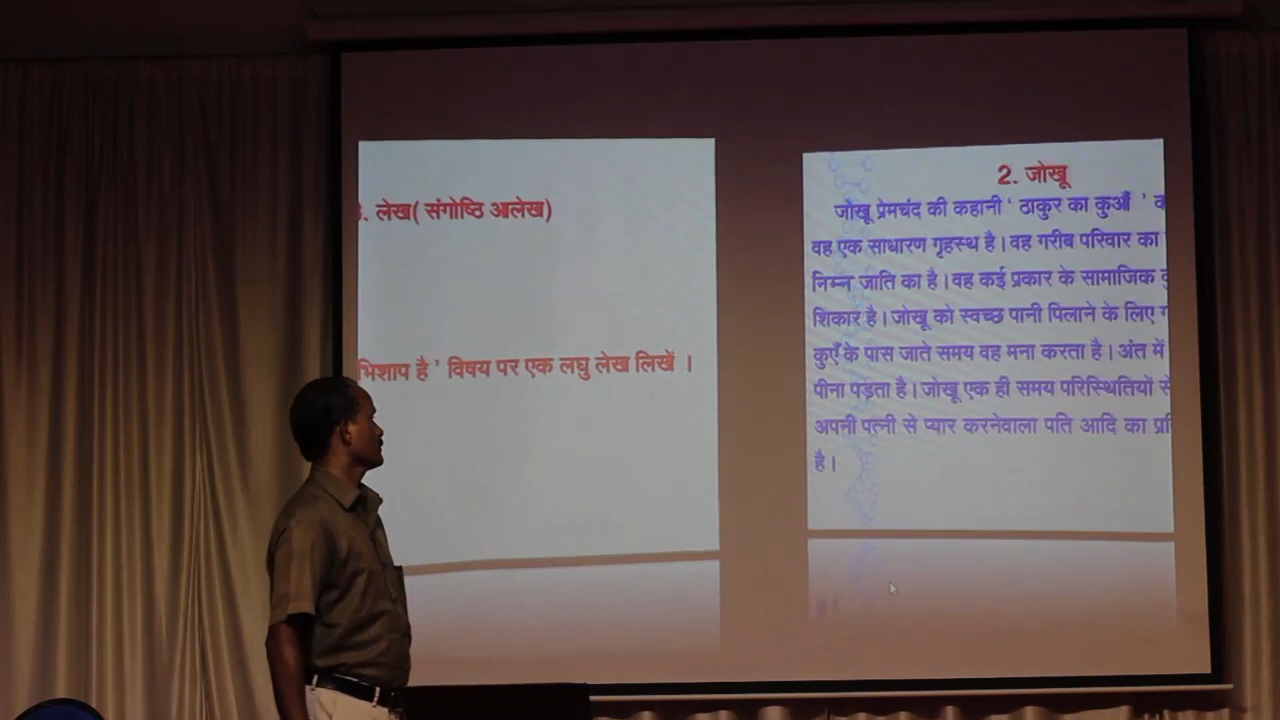 3. लेख( संगोष्ठि आलेख)
भिशाप है ' विषय पर एक लघु लेख लिखें ।
2. जोखू
जोखू प्रेमचंद की कहानी ' ठाकुर का कुआँ '
वह एक साधारण गृहस्थ है । वह गरीब परिवार का
निम्न जाति का है । वह कई प्रकार के सामाजिक
शिकार है । जोखू को स्वच्छ पानी पिलाने के लिए
कुएँ के पास जाते समय वह मना करता है । अंत में
पीना पड़ता है । जोखू एक ही समय परिस्थितियों से
अपनी पत्नी से प्यार करनेवाला पति आदि का
है ।